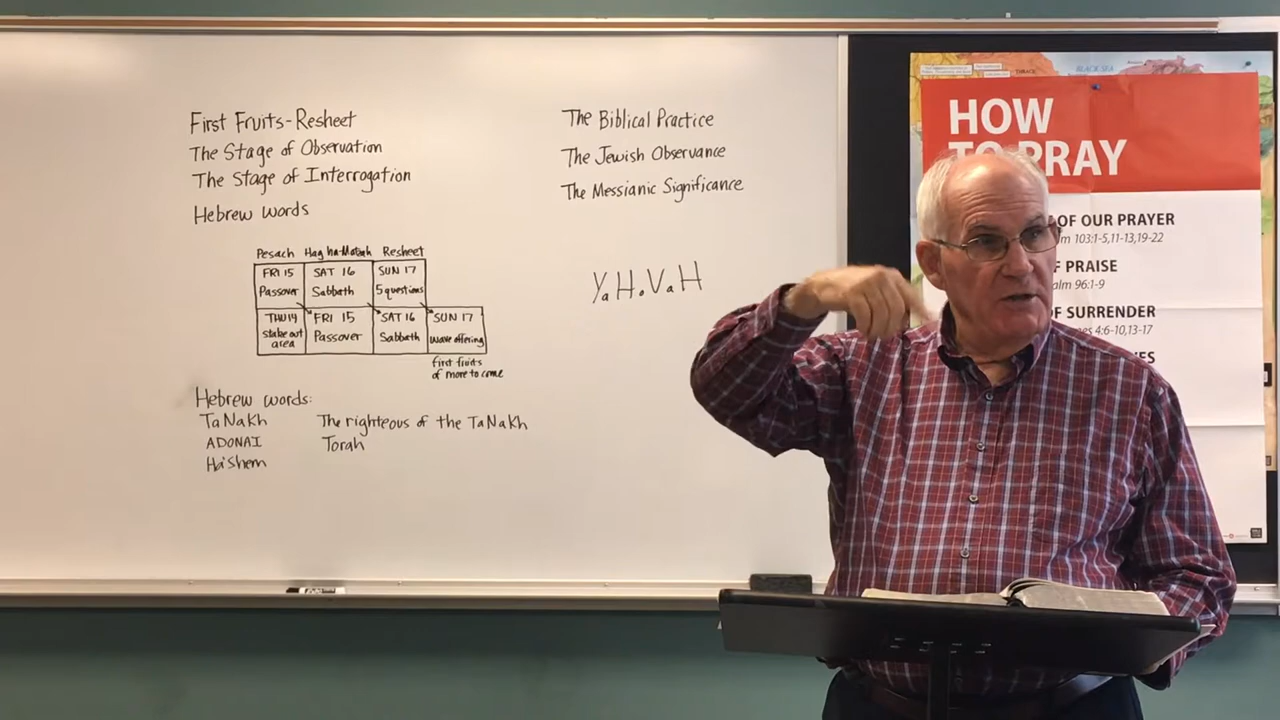 First Fruits-Resheet
The Stage of Observation
The Stage of Interrogation
Hebrew words
The Biblical Practice
The Jewish Observance
The Messianic Significance
Pesach Hag ha-Matzah Resheet
FRI 15 SAT 16 SUN 17
Passover Sabbath 5 questions
THU 14 FRI 15 SAT 16 SUN 17
stake out area Passover Sabbath wave offering
first fruits
of more to come
YaHoVaH
Hebrew words:
TaNaKh The righteous of the TaNaKh
ADONAI Torah
Ha'Shem
BLACK SEA
HOW
TO PRAY
OF OUR PRAYER
103:1-5,11-13,19-22
PRAISE
alm 96:1-9
OF SURRENDER
4:6-10,13-17